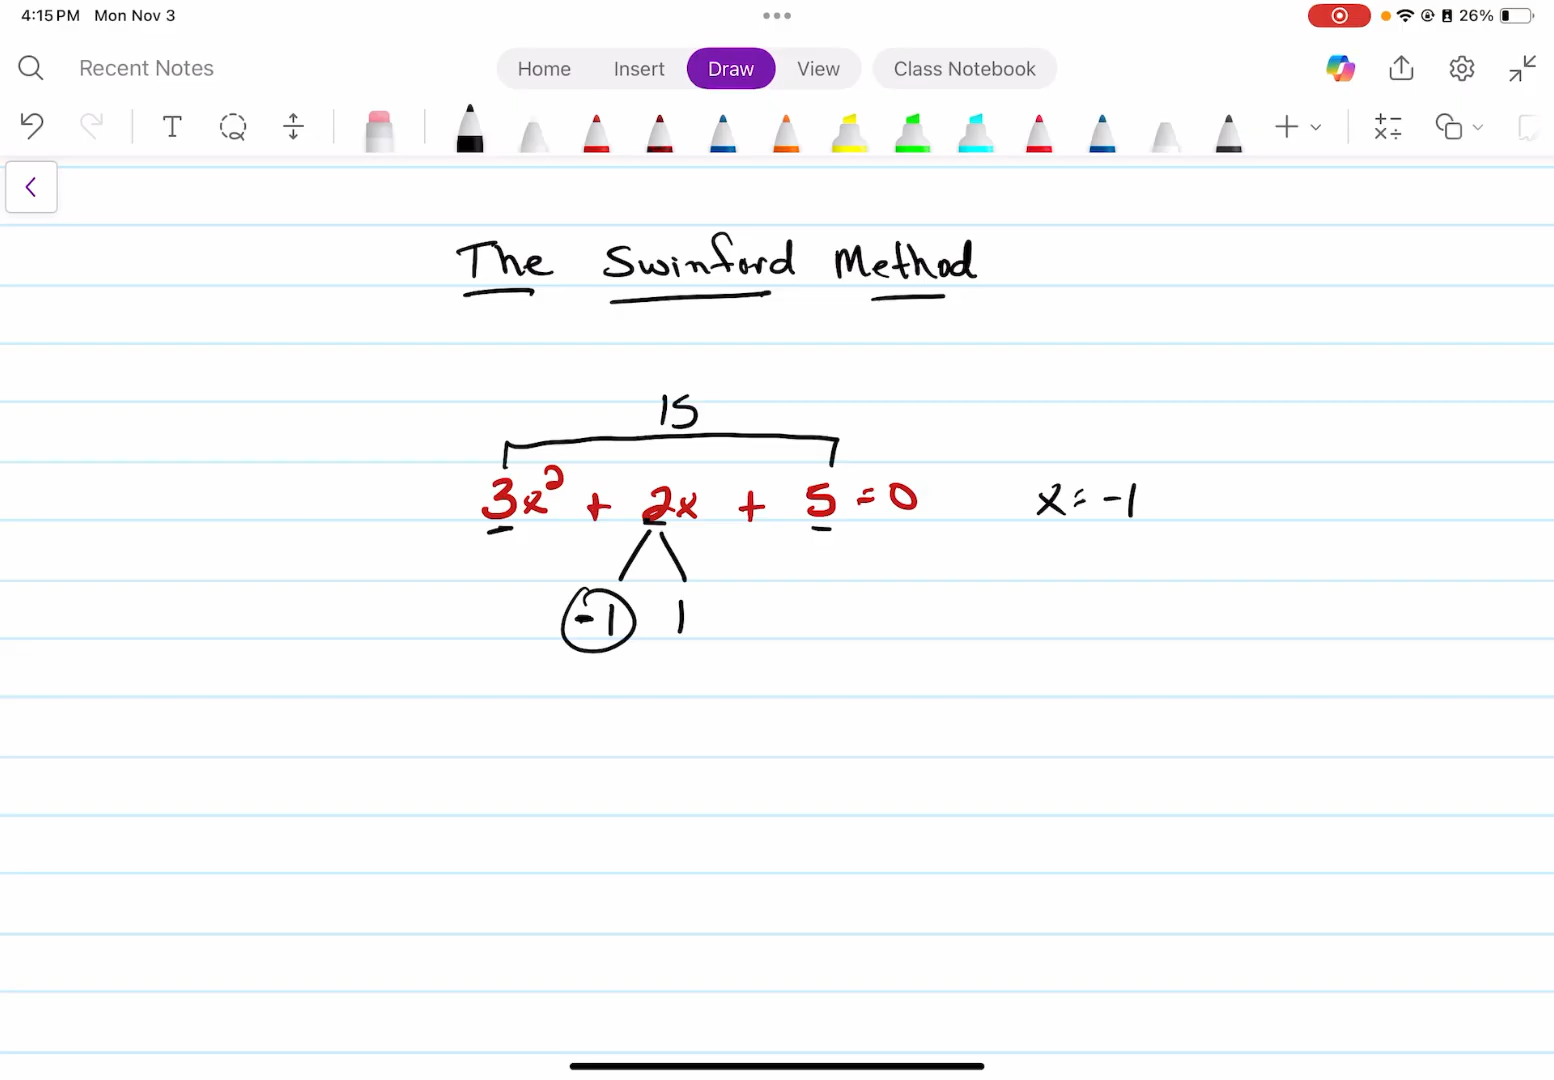 4:15 PM Mon Nov 3
26%
Recent Notes
Home Insert Draw View Class Notebook
T
The Swinford Method
15
3x² + 2x + 5 = 0 x = -1
-1 1